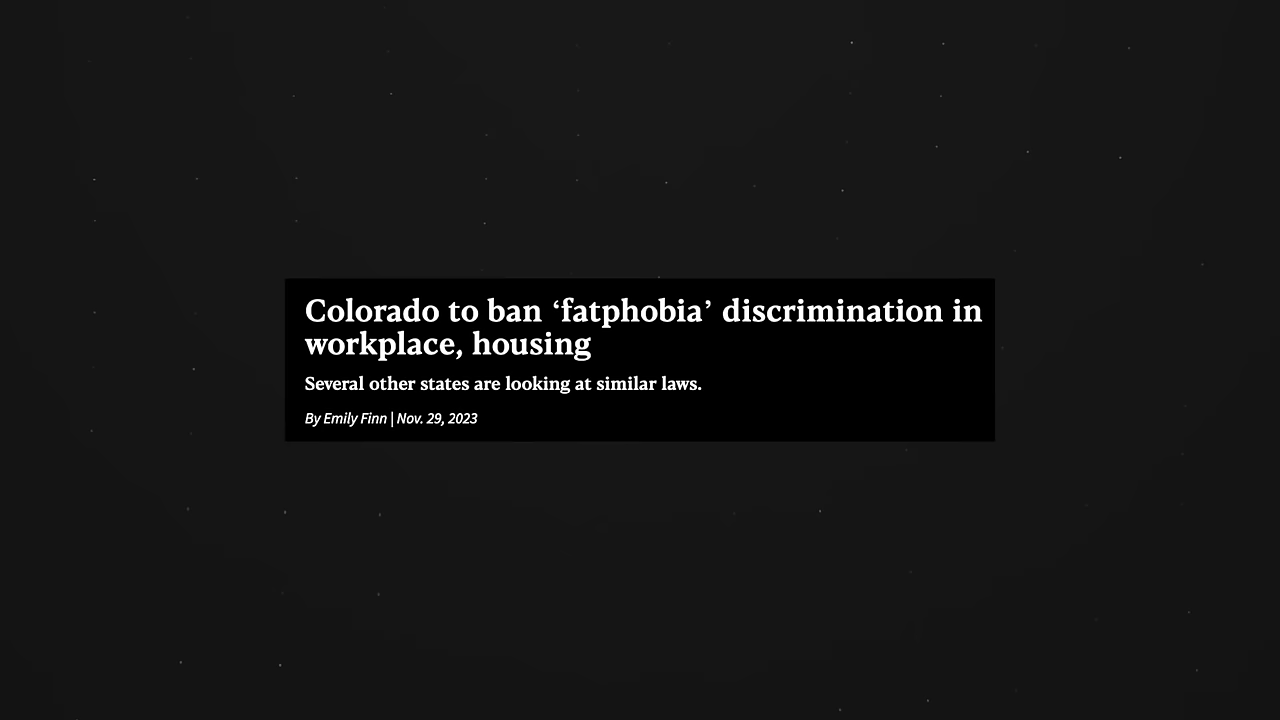 Colorado to ban ‘fatphobia’ discrimination in
workplace, housing
Several other states are looking at similar laws.
By Emily Finn | Nov. 29, 2023